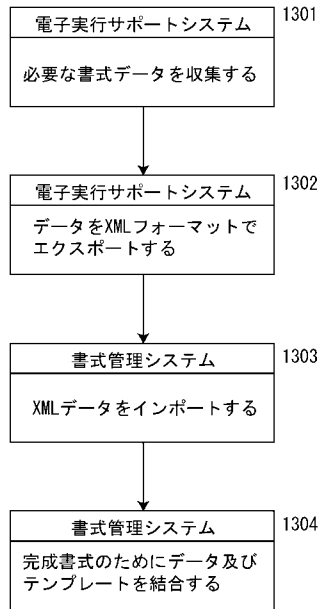 電子実行サポートシステム
1301
必要な書式データを収集する
電子実行サポートシステム
1302
データをXMLフォーマットで
エクスポートする
書式管理システム
1303
XMLデータをインポートする
書式管理システム
1304
完成書式のためにデータ及び
テンプレートを結合する